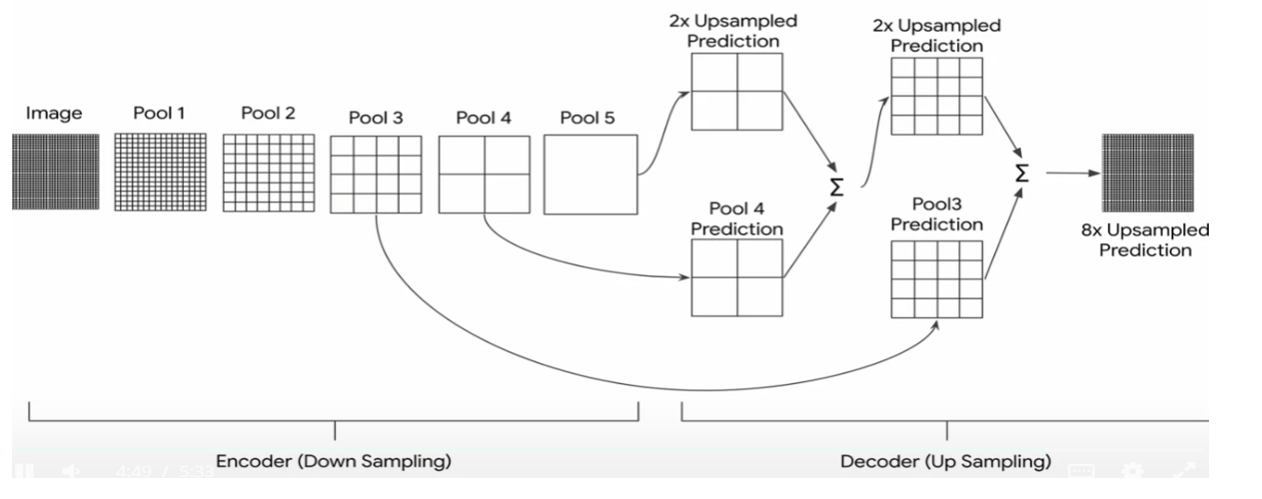 Image
Pool 1
Pool 2
Pool 3
Pool 4
Pool 5
2x Upsampled
Prediction
2x Upsampled
Prediction
Σ
Σ
Pool 4
Prediction
Pool3
Prediction
8x Upsampled
Prediction
Encoder (Down Sampling)
Decoder (Up Sampling)
4:49 / 5:33